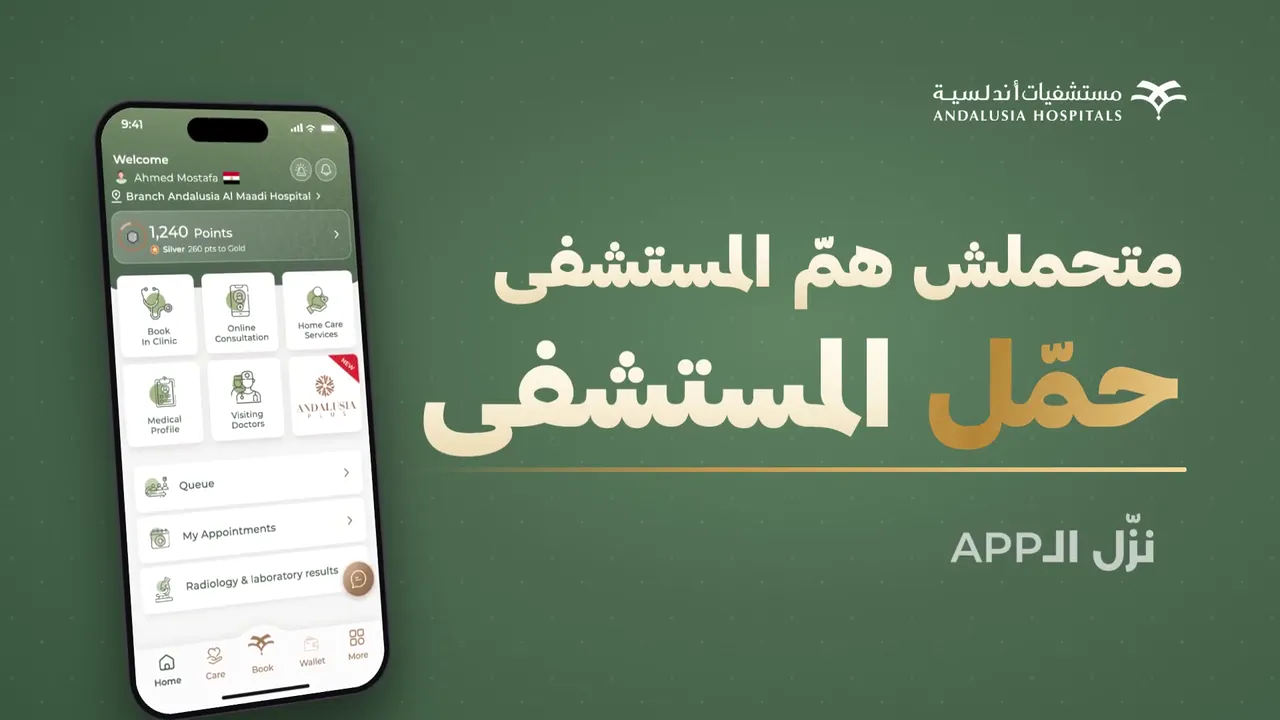 مستشفيات أندلسية
ANDALUSIA HOSPITALS
متحملش همّ المستشفى
حمّل المستشفى
نزّل الـAPP
9:41
Welcome
Ahmed Mostafa
Branch Andalusia Al Maadi Hospital
1,240 Points
Silver 260 pts to Gold
Book
In Clinic
Online
Consultation
Home Care
Services
Medical
Profile
Visiting
Doctors
NEW
ANDALUSIA
PLUS
Queue
My Appointments
Radiology & laboratory results
Home
Care
Book
Wallet
More